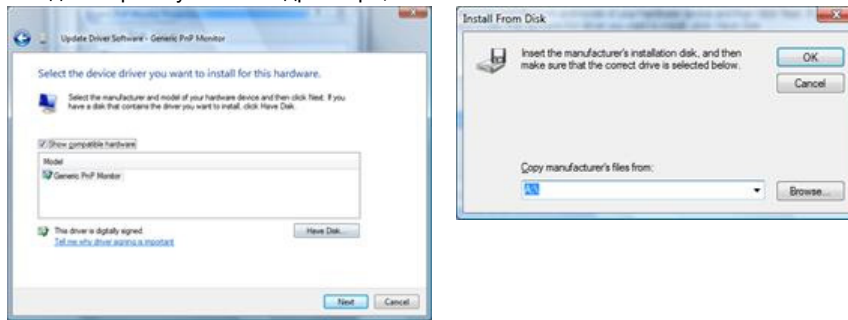 Update Driver Software - Generic PnP Monitor
Select the device driver you want to install for this hardware.
Select the manufacturer and model of your hardware device and then click Next. If you
have a disk that contains the driver you want to install, click Have Disk.
Show compatible hardware
Model
Generic PnP Monitor
This driver is digitally signed.
Tell me why driver signing is important
Have Disk...
Next
Cancel
Install From Disk
Insert the manufacturer's installation disk, and then
make sure that the correct drive is selected below.
OK
Cancel
Copy manufacturer's files from:
A:\
Browse...